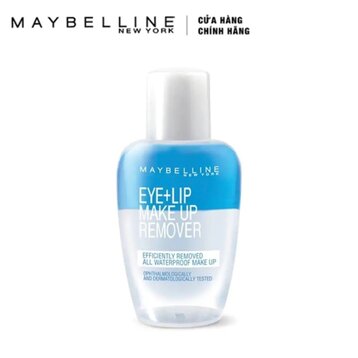 MAYBELLINE
NEW YORK
CỬA HÀNG
CHÍNH HÃNG
MAYBELLINE
NEW YORK
EYE+LIP
MAKE UP
REMOVER
EFFICIENTLY REMOVED
ALL WATERPROOF MAKE UP
OPHTHALMOLOGICALLY
AND DERMATOLOGICALLY TESTED